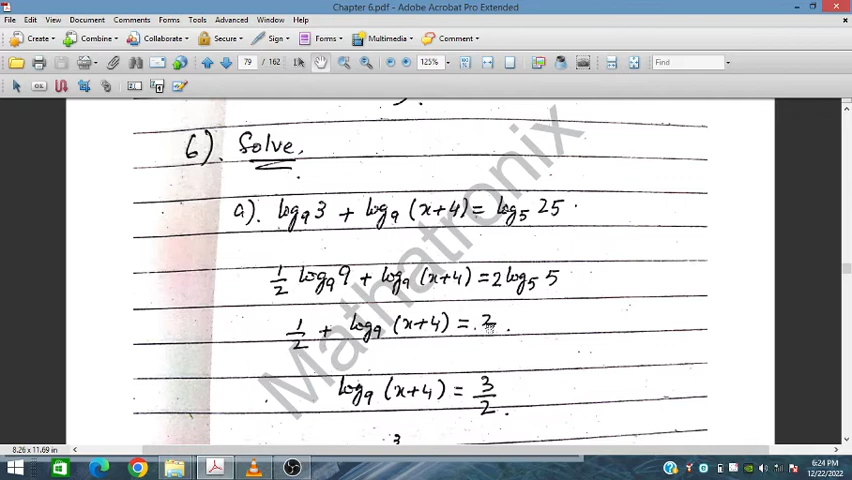 Chapter 6.pdf - Adobe Acrobat Pro Extended
File Edit View Document Comments Forms Tools Advanced Window Help
Create Combine Collaborate Secure Sign Forms Multimedia Comment
79 / 162 125% Find
6). Solve.
a). log₉ 3 + log₉ (x+4) = log₅ 25
1/2 log₉ 9 + log₉ (x+4) = 2 log₅ 5
1/2 + log₉ (x+4) = 2.
log₉ (x+4) = 3/2.
3
Mathatronix
8.26 x 11.69 in
6:24 PM
12/22/2022